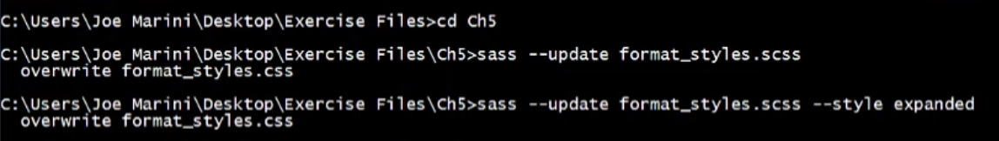 C:\Users\Joe Marini\Desktop\Exercise Files>cd Ch5
C:\Users\Joe Marini\Desktop\Exercise Files\Ch5>sass --update format_styles.scss
overwrite format_styles.css
C:\Users\Joe Marini\Desktop\Exercise Files\Ch5>sass --update format_styles.scss --style expanded
overwrite format_styles.css